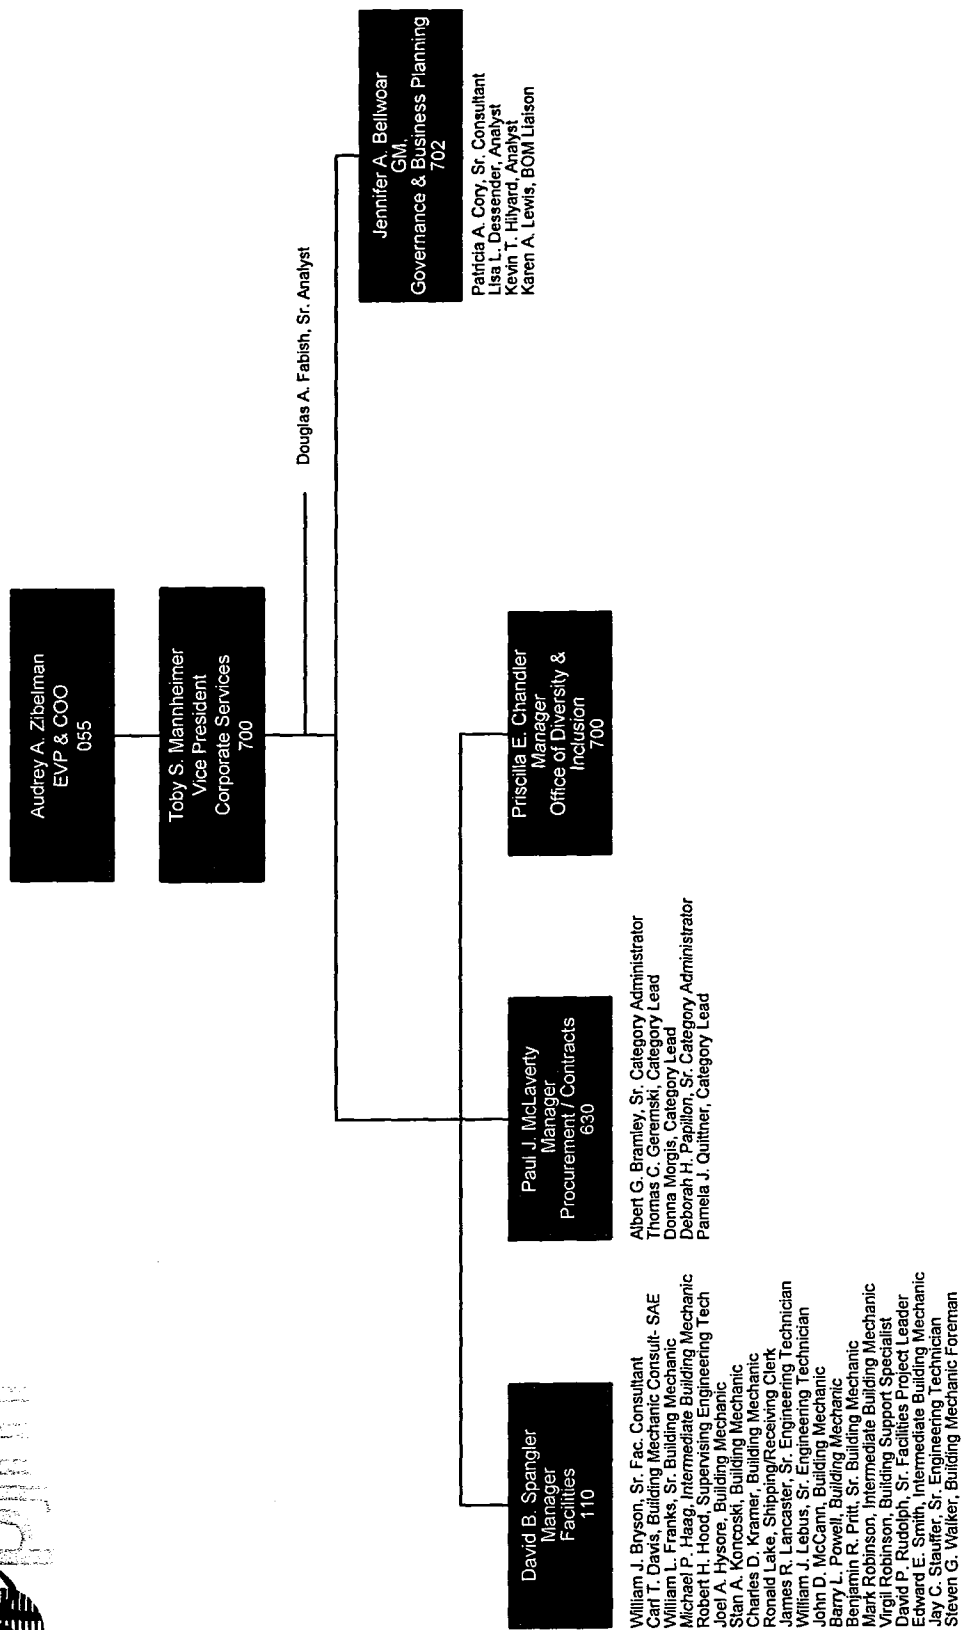 Audrey A. Zibelman
EVP & COO
055
Toby S. Mannheimer
Vice President
Corporate Services
700
Douglas A. Fabish, Sr. Analyst
Jennifer A. Bellwoar
GM,
Governance & Business Planning
702
Patricia A. Cory, Sr. Consultant
Lisa L. Dessender, Analyst
Kevin T. Hilyard, Analyst
Karen A. Lewis, BOM Liaison
David B. Spangler
Manager
Facilities
110
William J. Bryson, Sr. Fac. Consultant
Carl T. Davis, Building Mechanic Consult- SAE
William L. Franks, Sr. Building Mechanic
Michael P. Haag, Intermediate Building Mechanic
Robert H. Hood, Supervising Engineering Tech
Joel A. Hysore, Building Mechanic
Stan A. Koncoski, Building Mechanic
Charles D. Kramer, Building Mechanic
Ronald Lake, Shipping/Receiving Clerk
James R. Lancaster, Sr. Engineering Technician
William J. Lebus, Sr. Engineering Technician
John D. McCann, Building Mechanic
Barry L. Powell, Building Mechanic
Benjamin R. Pritt, Sr. Building Mechanic
Mark Robinson, Intermediate Building Mechanic
Virgil Robinson, Building Support Specialist
David P. Rudolph, Sr. Facilities Project Leader
Edward E. Smith, Intermediate Building Mechanic
Jay C. Stauffer, Sr. Engineering Technician
Steven G. Walker, Building Mechanic Foreman
Paul J. McLaverty
Manager
Procurement / Contracts
630
Albert G. Bramley, Sr. Category Administrator
Thomas C. Geremski, Category Lead
Donna Morgis, Category Lead
Deborah H. Papillon, Sr. Category Administrator
Pamela J. Quittner, Category Lead
Priscilla E. Chandler
Manager
Office of Diversity &
Inclusion
700